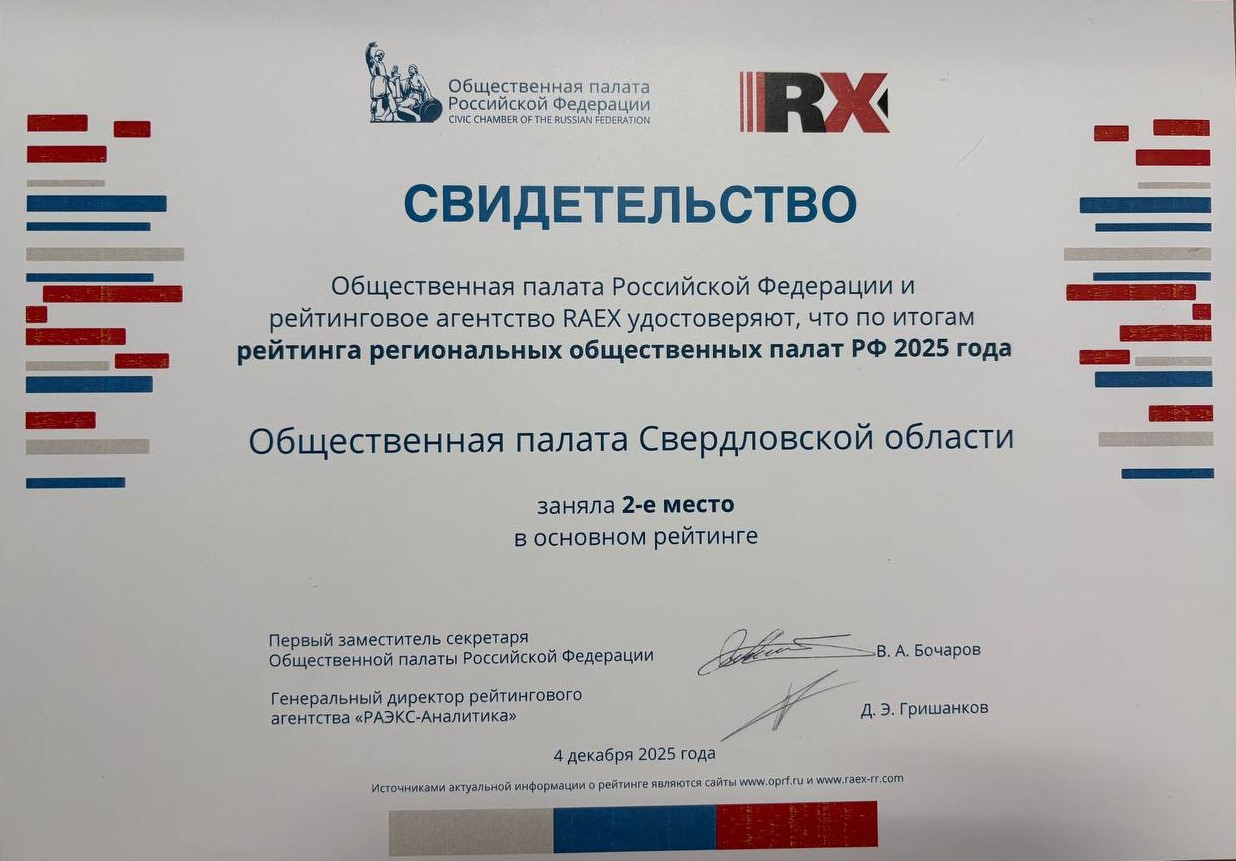 Общественная палата
Российской Федерации
CIVIC CHAMBER OF THE RUSSIAN FEDERATION
RX
СВИДЕТЕЛЬСТВО
Общественная палата Российской Федерации и
рейтинговое агентство RAEX удостоверяют, что по итогам
рейтинга региональных общественных палат РФ 2025 года
Общественная палата Свердловской области
заняла 2-е место
в основном рейтинге
Первый заместитель секретаря
Общественной палаты Российской Федерации
В. А. Бочаров
Генеральный директор рейтингового
агентства «РАЭКС-Аналитика»
Д. Э. Гришанков
4 декабря 2025 года
Источниками актуальной информации о рейтинге являются сайты www.oprf.ru и www.raex-rr.com